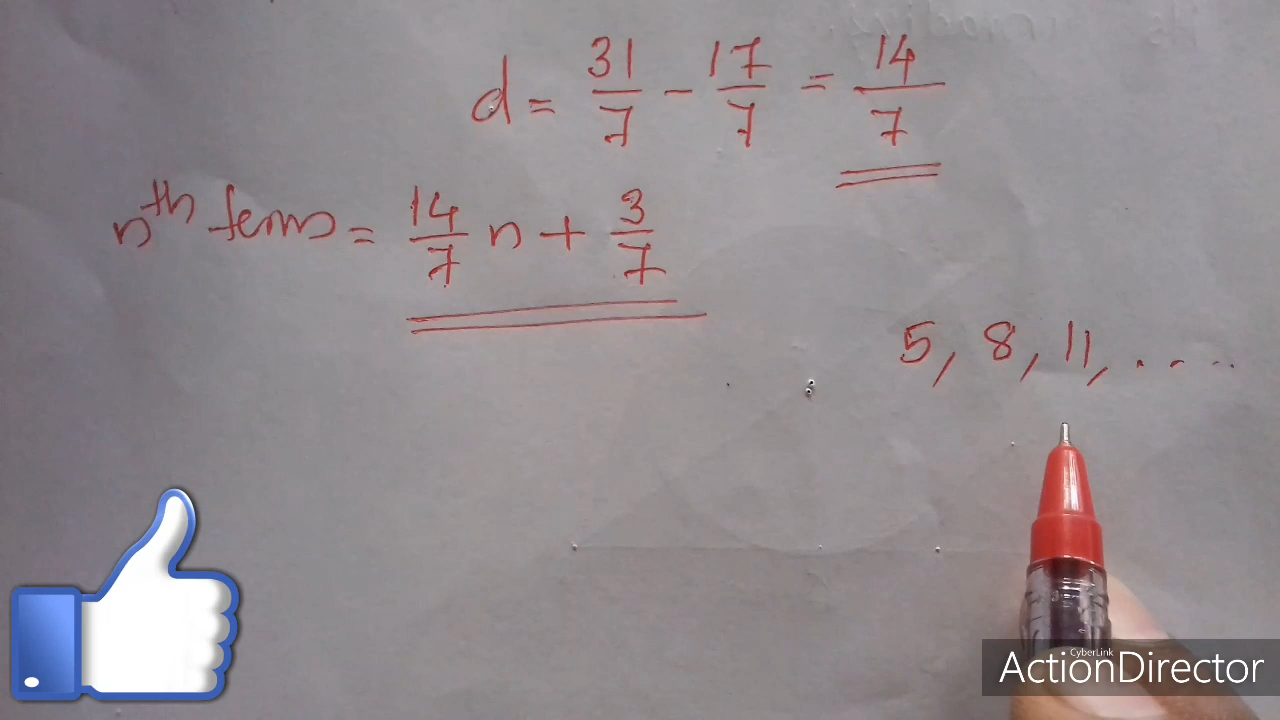 d = 31/7 - 17/7 = 14/7
nth term = 14/7 n + 3/7
5, 8, 11, .....
CyberLink
ActionDirector